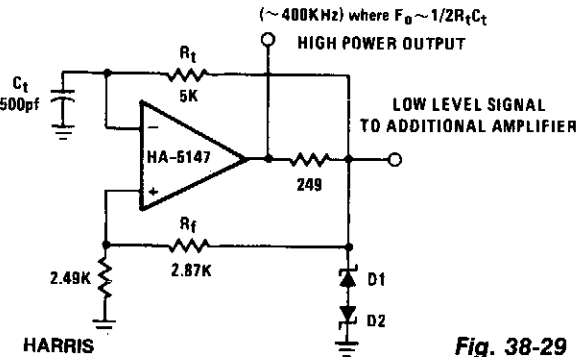 (~400KHz) where Fo~1/2RtCt
HIGH POWER OUTPUT
Rt
5K
Ct
500pf
LOW LEVEL SIGNAL
TO ADDITIONAL AMPLIFIER
−
HA-5147
+
249
Rf
2.87K
2.49K
D1
D2
HARRIS
Fig. 38-29